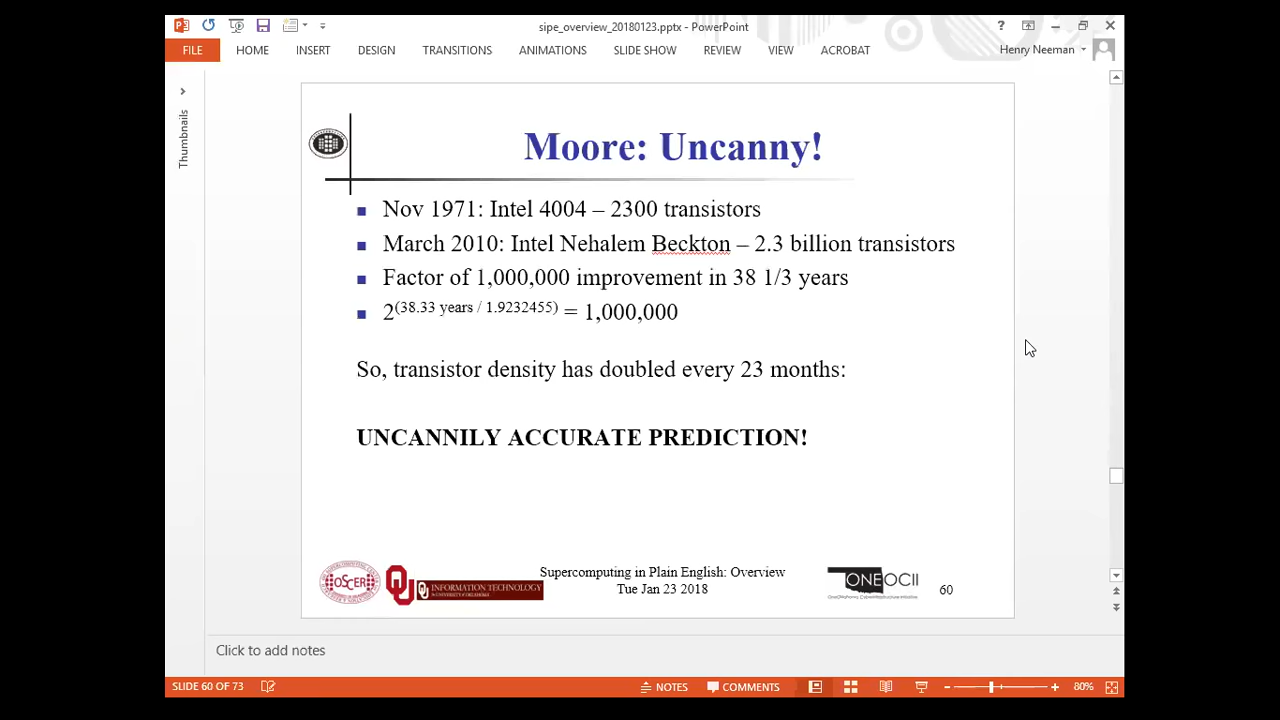 sipe_overview_20180123.pptx - PowerPoint
?
FILE HOME INSERT DESIGN TRANSITIONS ANIMATIONS SLIDE SHOW REVIEW VIEW ACROBAT Henry Neeman
Thumbnails
Moore: Uncanny!
Nov 1971: Intel 4004 – 2300 transistors
March 2010: Intel Nehalem Beckton – 2.3 billion transistors
Factor of 1,000,000 improvement in 38 1/3 years
2(38.33 years / 1.9232455) = 1,000,000
So, transistor density has doubled every 23 months:
UNCANNILY ACCURATE PREDICTION!
OSCER
INFORMATION TECHNOLOGY
Supercomputing in Plain English: Overview
Tue Jan 23 2018
ONEOCII
60
Click to add notes
SLIDE 60 OF 73 NOTES COMMENTS 80%